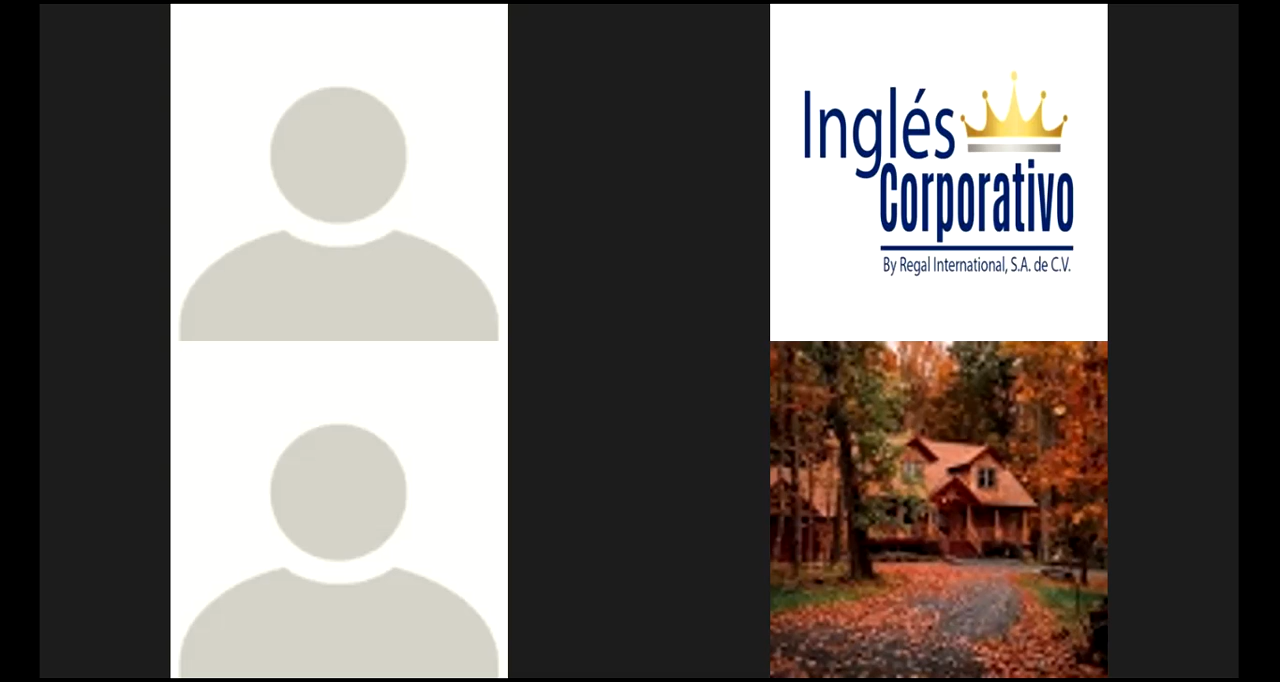 Inglés
Corporativo
By Regal International, S.A. de C.V.